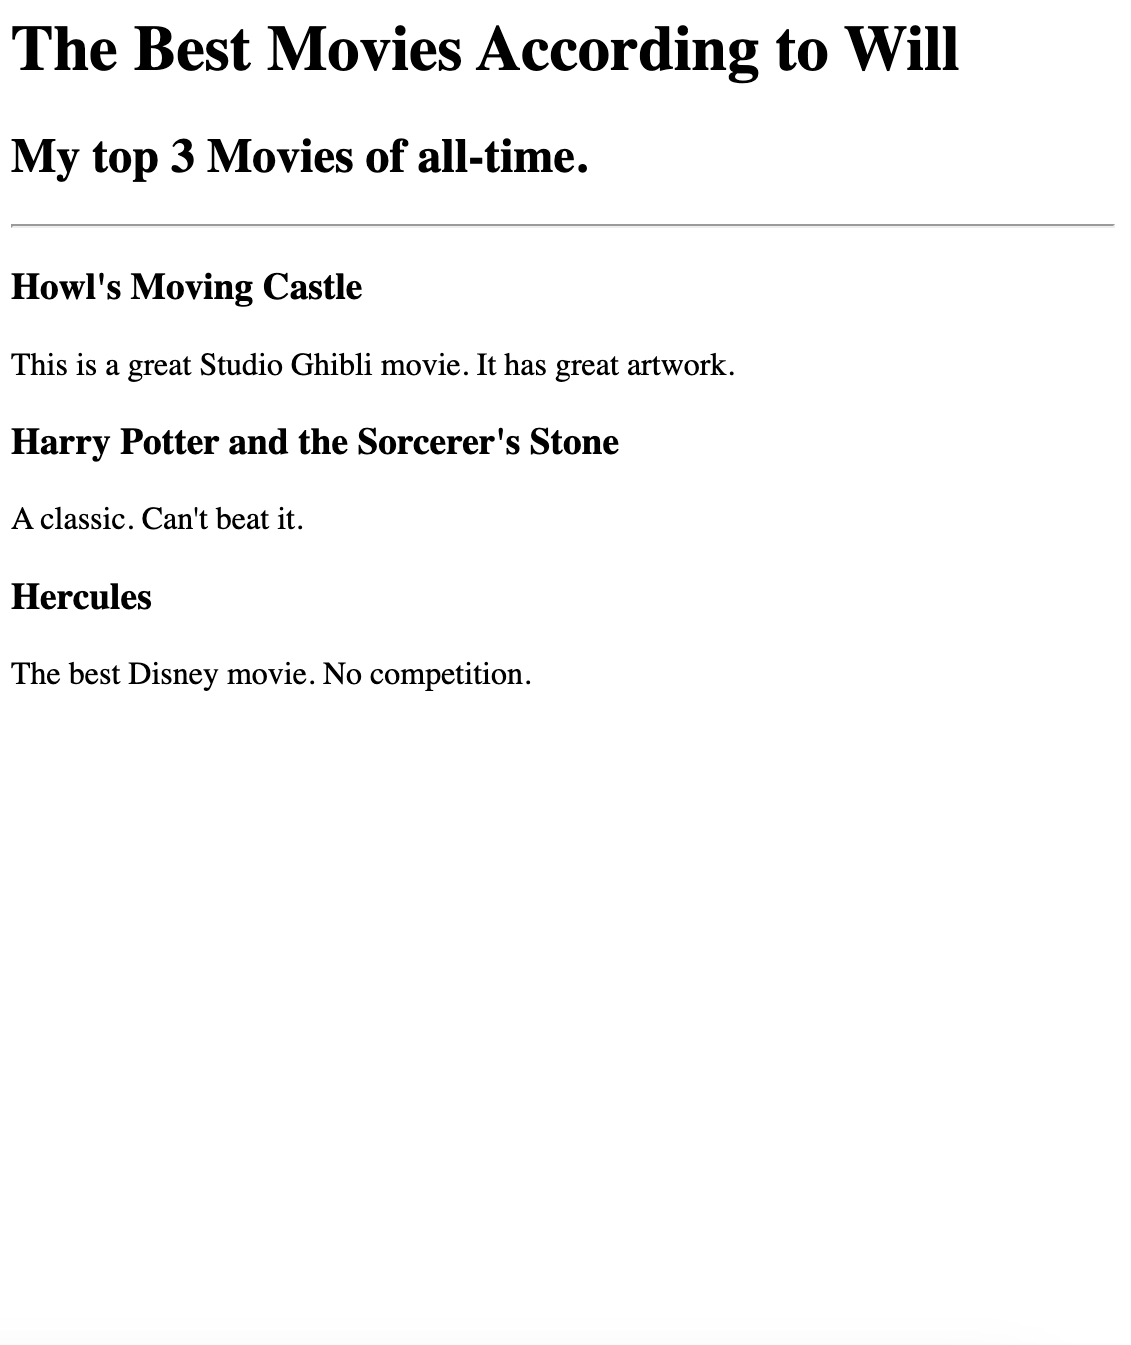 The Best Movies According to Will
My top 3 Movies of all-time.
Howl's Moving Castle
This is a great Studio Ghibli movie. It has great artwork.
Harry Potter and the Sorcerer's Stone
A classic. Can't beat it.
Hercules
The best Disney movie. No competition.